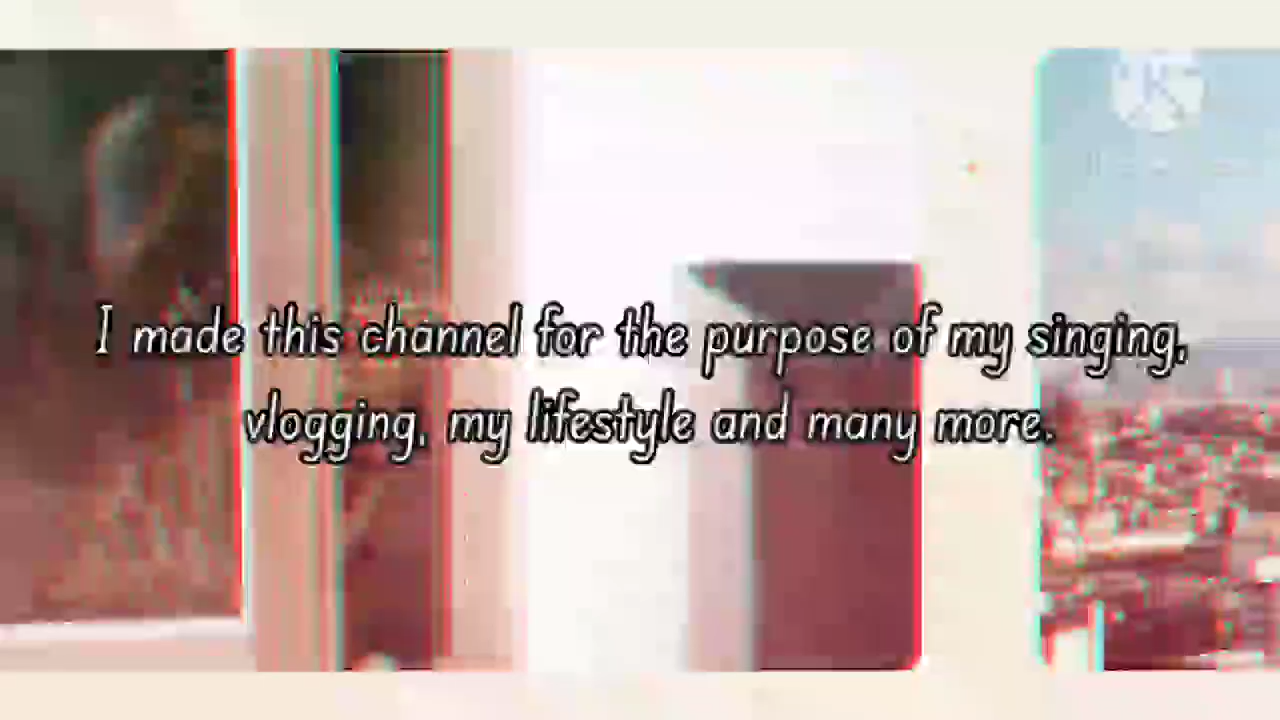 I made this channel for the purpose of my singing,
vlogging, my lifestyle and many more.